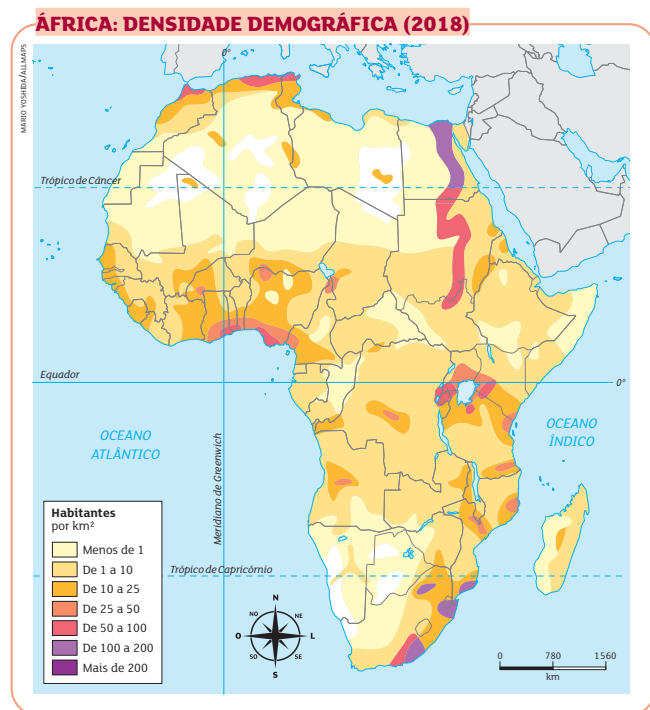 ÁFRICA: DENSIDADE DEMOGRÁFICA (2018)
MARIO YOSHIDA/ALLMAPS
0°
Trópico de Câncer
Equador
0°
OCEANO
ATLÂNTICO
OCEANO
ÍNDICO
Meridiano de Greenwich
Trópico de Capricórnio
Habitantes
por km²
Menos de 1
De 1 a 10
De 10 a 25
De 25 a 50
De 50 a 100
De 100 a 200
Mais de 200
N
NO
NE
O
L
SO
SE
S
0
780
1560
km